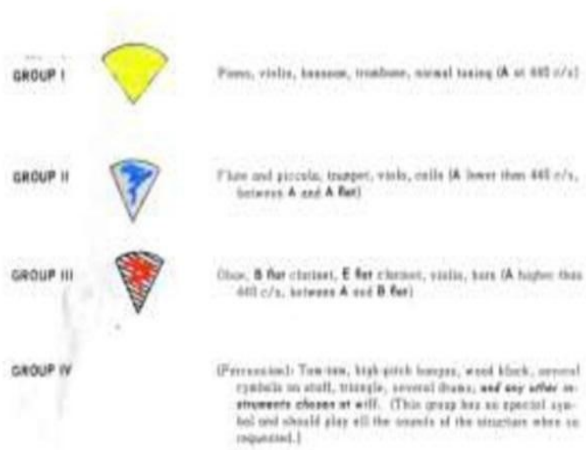 GROUP I
Piano, violin, bassoon, trombone, normal tuning (A at 440 c/s)
GROUP II
Flute and piccolo, trumpet, viola, cello (A lower than 440 c/s,
between A and A flat)
GROUP III
Oboe, B flat clarinet, E flat clarinet, violin, horn (A higher than
440 c/s, between A and B flat)
GROUP IV
(Percussion): Tam-tam, high-pitch bongos, wood block, several
cymbals on stuff, triangle, several drums, and any other in-
struments chosen at will. (This group has no special sym-
bol and should play all the sounds of the structure when so
requested.)